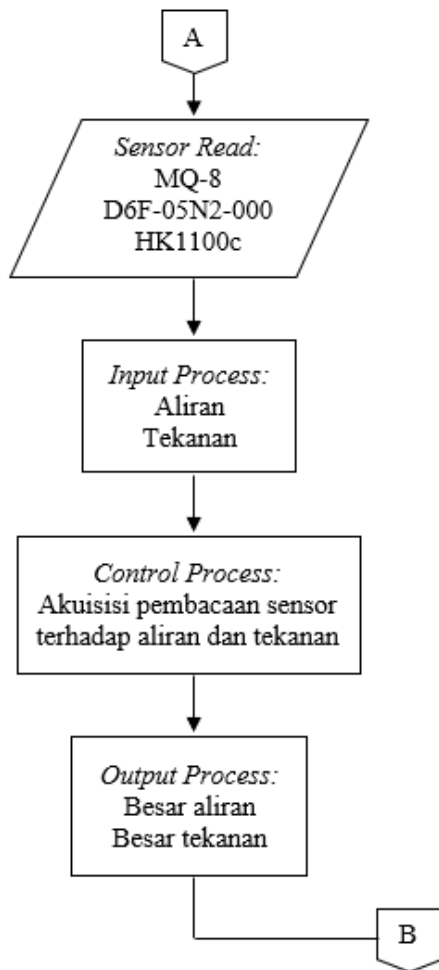 A
Sensor Read:
MQ-8
D6F-05N2-000
HK1100c
Input Process:
Aliran
Tekanan
Control Process:
Akuisisi pembacaan sensor
terhadap aliran dan tekanan
Output Process:
Besar aliran
Besar tekanan
B